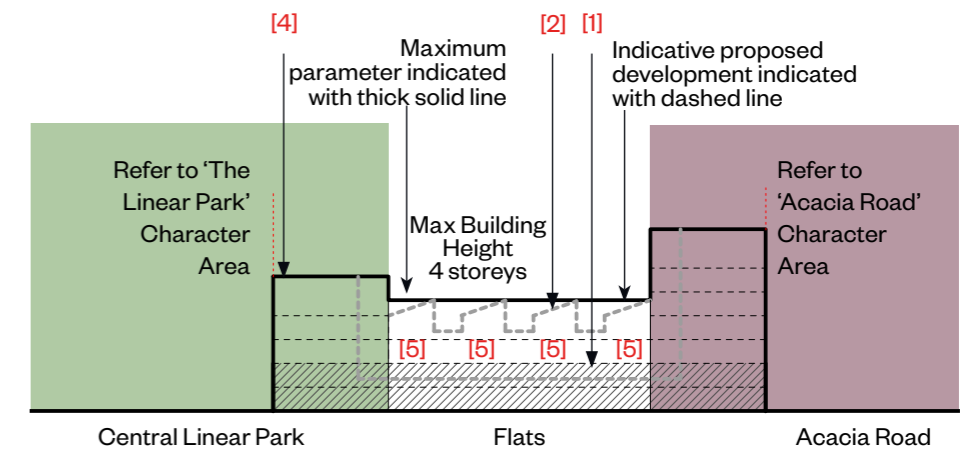 [4]
Maximum
parameter indicated
with thick solid line
[2] [1]
Indicative proposed
development indicated
with dashed line
Refer to ‘The
Linear Park’
Character
Area
Max Building
Height
4 storeys
Refer to
‘Acacia Road’
Character
Area
[5] [5] [5] [5]
Central Linear Park
Flats
Acacia Road